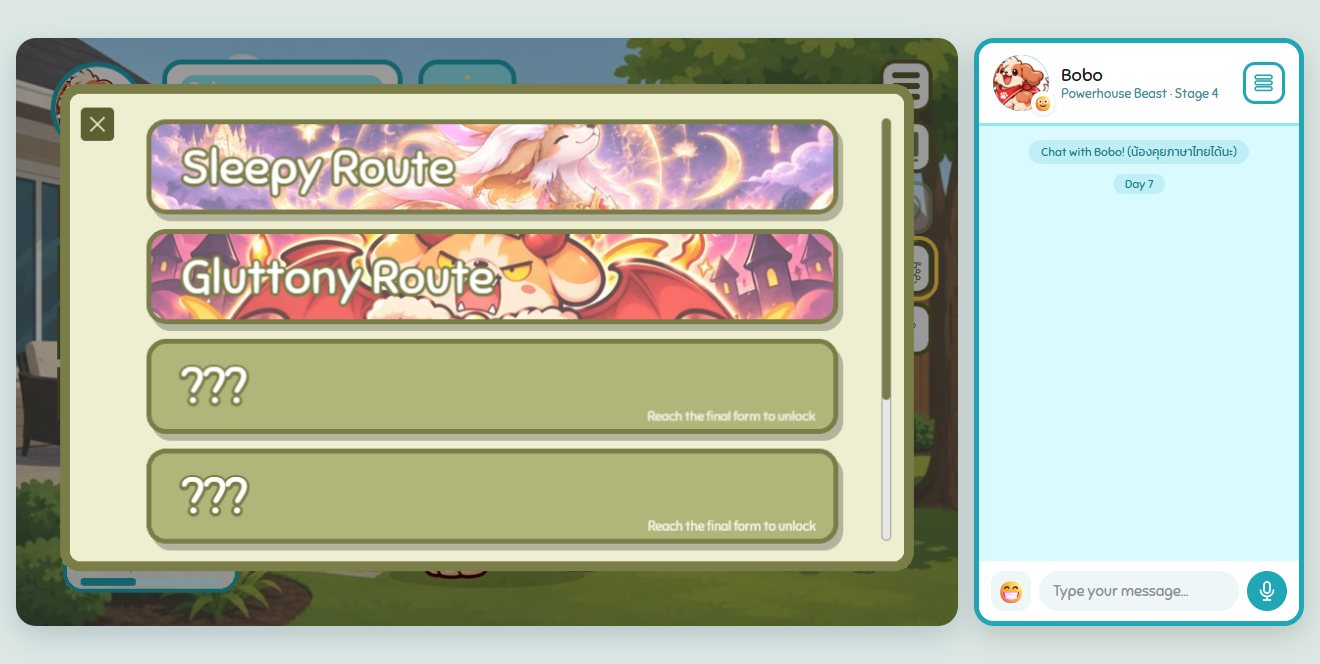 Sleepy Route
Gluttony Route
???
Reach the final form to unlock
???
Reach the final form to unlock
Bobo
Powerhouse Beast · Stage 4
Chat with Bobo! (น้องคุยภาษาไทยได้นะ)
Day 7
Type your message...